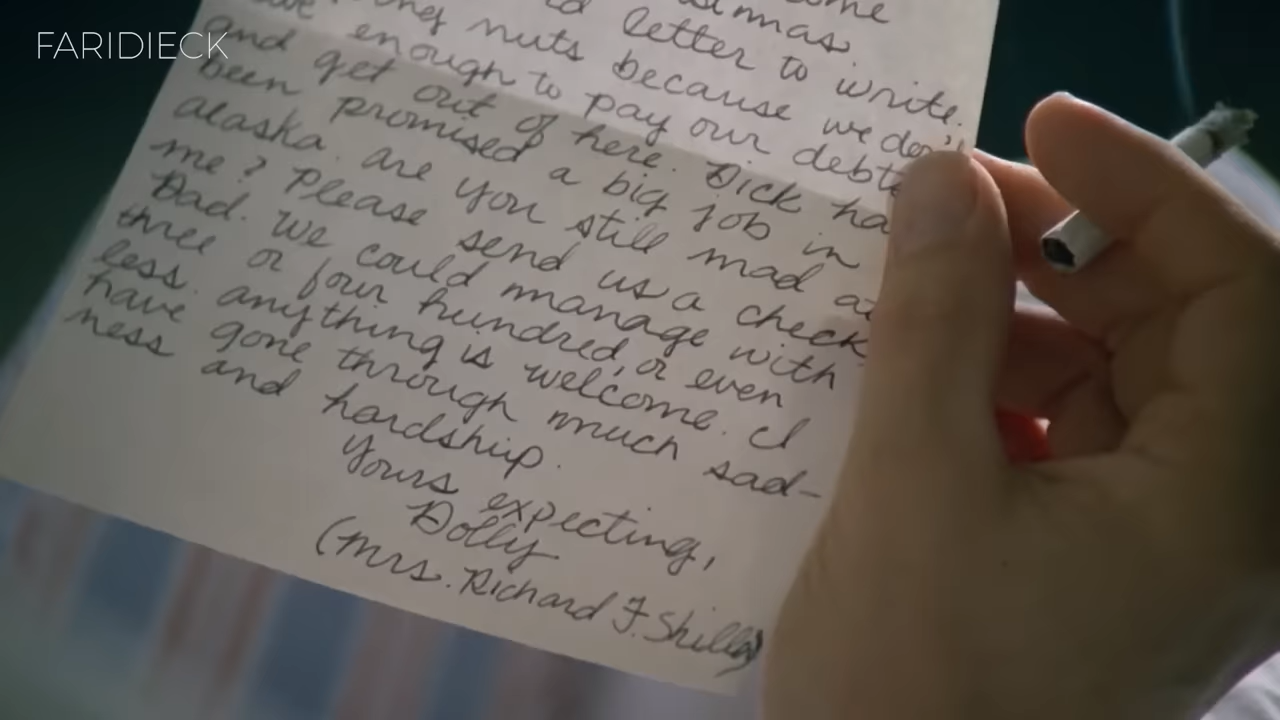 FARIDIECK
letter to write.
nuts because we don't
enough to pay our debts
and get out of here. Dick ha
been promised a big job in
alaska. are you still mad at
me? Please send us a check
Dad. We could manage with
three or four hundred, or even
less. anything is welcome. I
have gone through much sad-
ness and hardship.
Yours expecting,
Dolly
(Mrs. Richard F. Schiller)